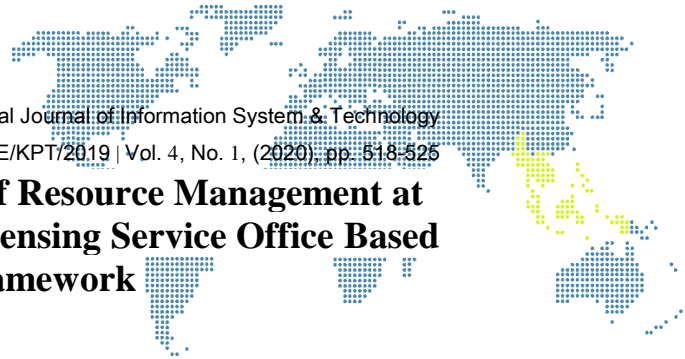 al Journal of Information System & Technology
E/KPT/2019 | Vol. 4, No. 1, (2020), pp. 518-525
f Resource Management at
ensing Service Office Based
amework